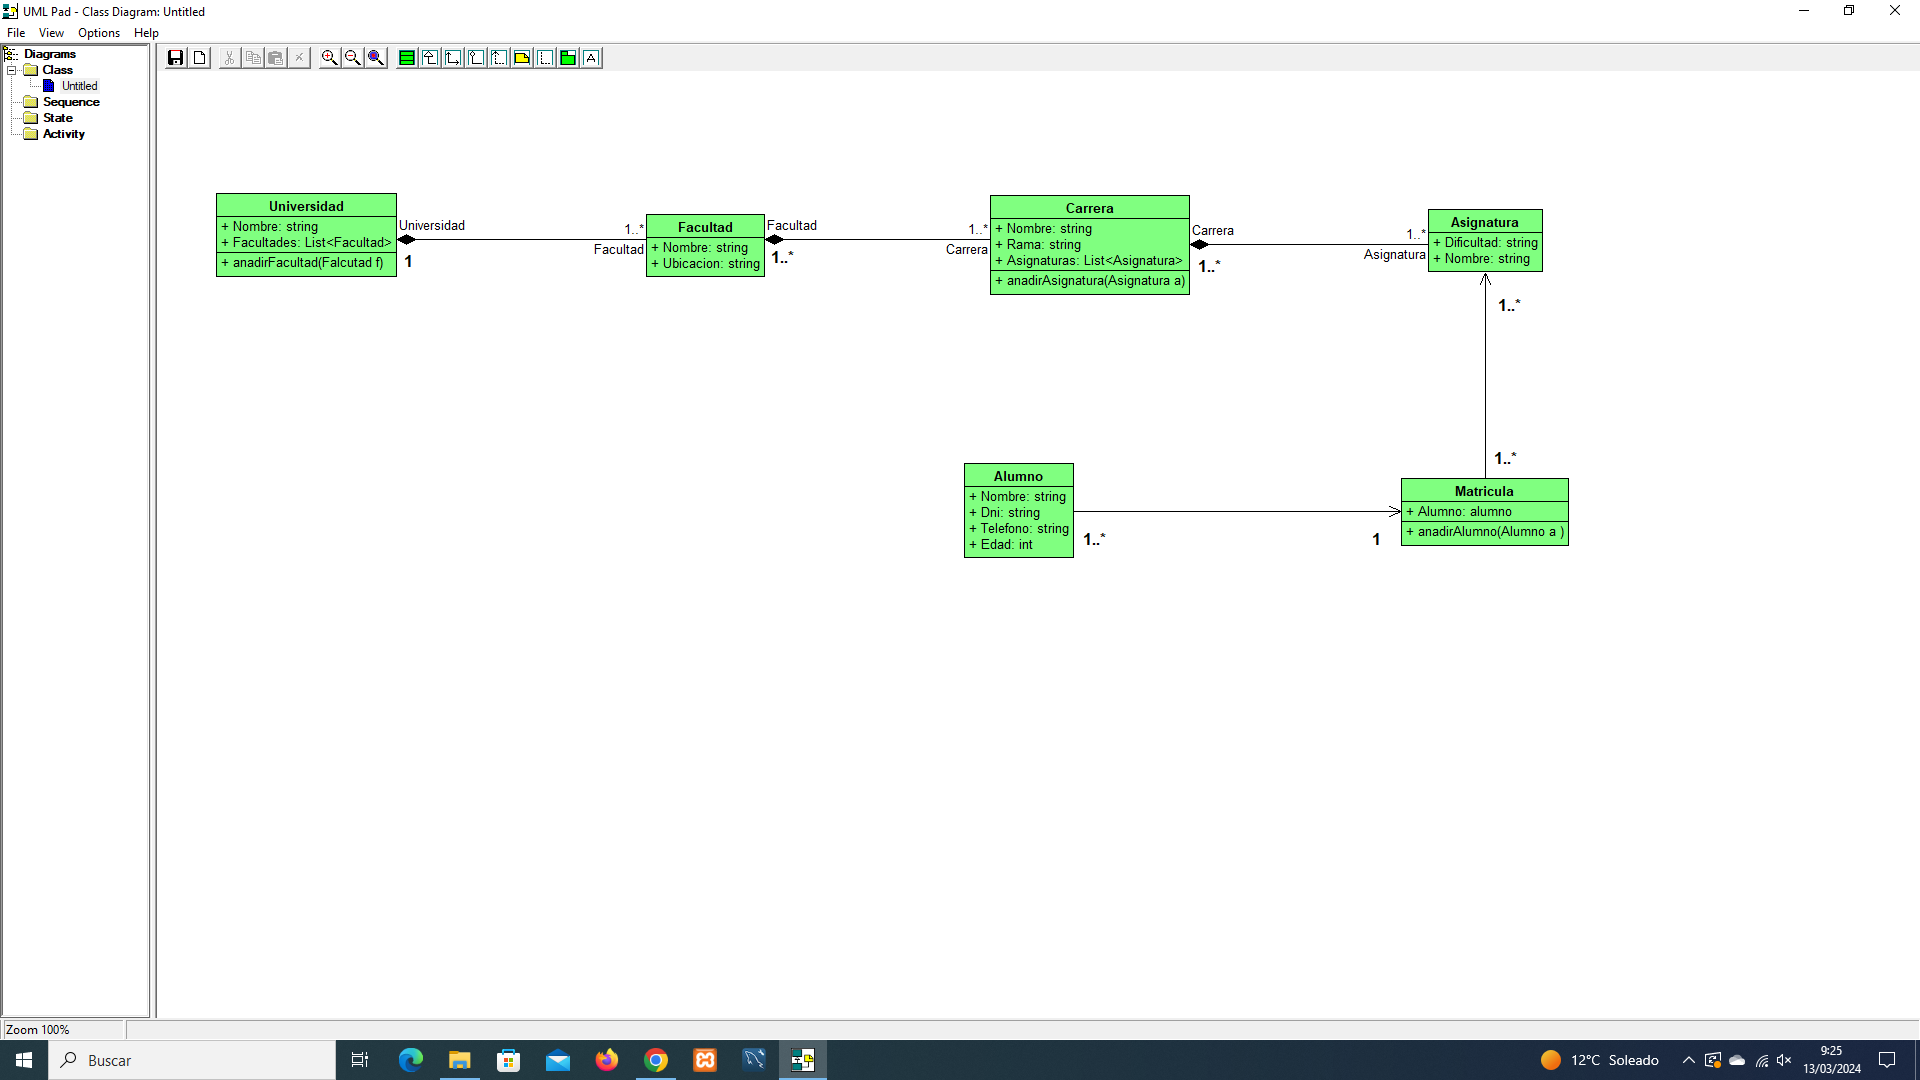 UML Pad - Class Diagram: Untitled
File View Options Help
Diagrams
Class
Untitled
Sequence
State
Activity
A
Universidad
+ Nombre: string
+ Facultades: List<Facultad>
+ anadirFacultad(Falcutad f)
Universidad
1
1..*
Facultad
Facultad
+ Nombre: string
+ Ubicacion: string
Facultad
1..*
1..*
Carrera
Carrera
+ Nombre: string
+ Rama: string
+ Asignaturas: List<Asignatura>
+ anadirAsignatura(Asignatura a)
Carrera
1..*
1..*
Asignatura
Asignatura
+ Dificultad: string
+ Nombre: string
1..*
1..*
Alumno
+ Nombre: string
+ Dni: string
+ Telefono: string
+ Edad: int
1..*
1
Matricula
+ Alumno: alumno
+ anadirAlumno(Alumno a )
Zoom 100%
Buscar
12°C Soleado
9:25
13/03/2024